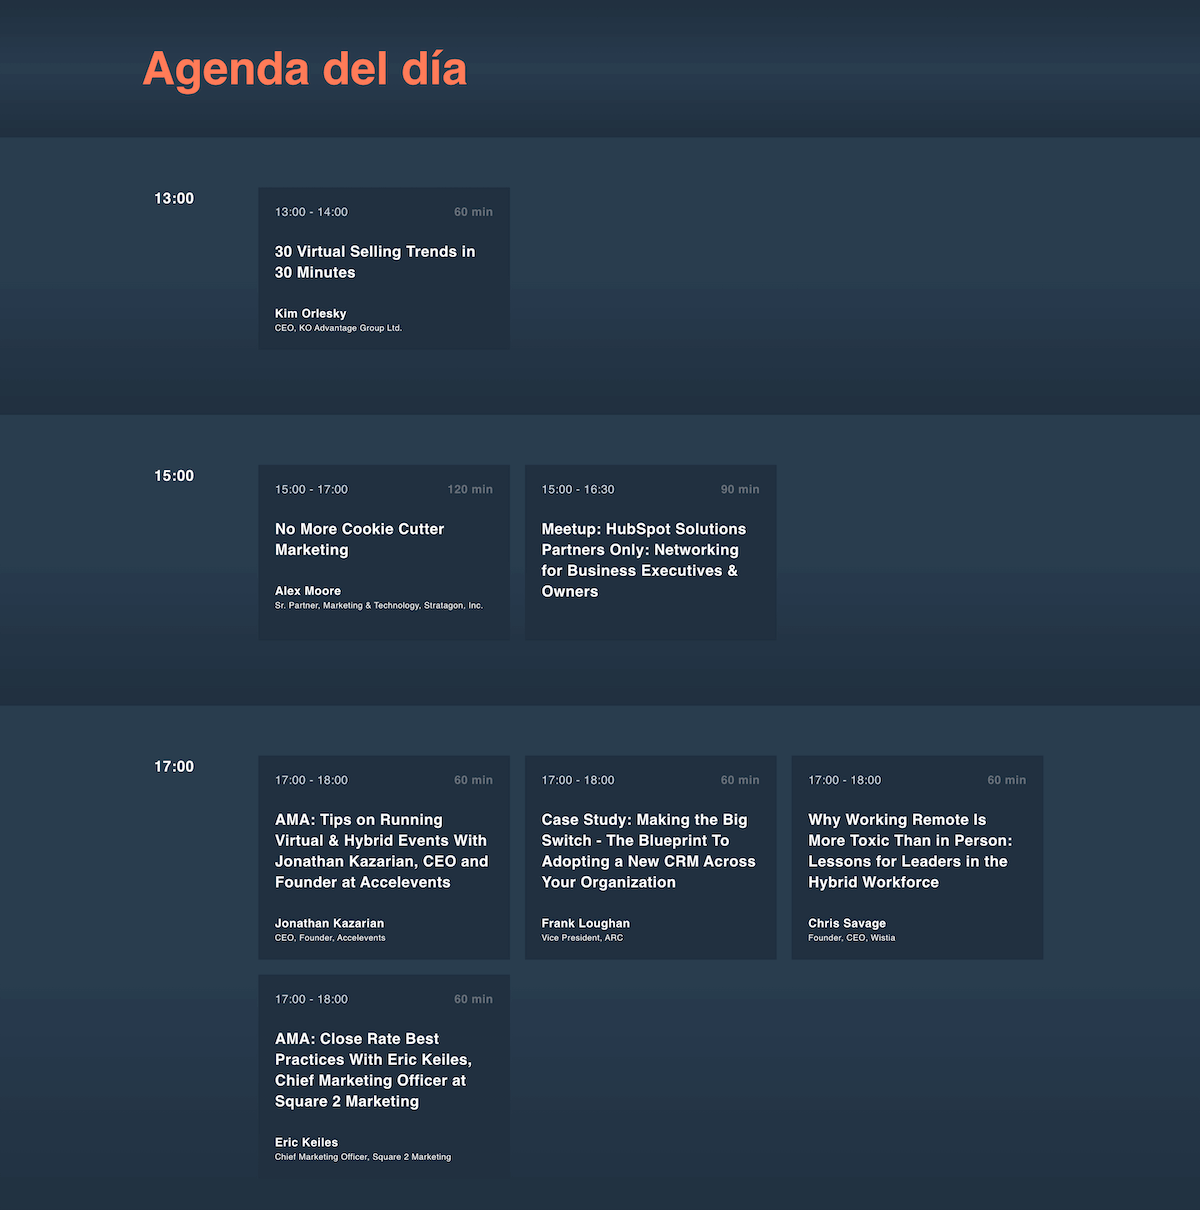 Agenda del día
13:00
13:00 - 14:00 60 min
30 Virtual Selling Trends in
30 Minutes
Kim Orlesky
CEO, KO Advantage Group Ltd.
15:00
15:00 - 17:00 120 min
No More Cookie Cutter
Marketing
Alex Moore
Sr. Partner, Marketing & Technology, Stratagon, Inc.
15:00 - 16:30 90 min
Meetup: HubSpot Solutions
Partners Only: Networking
for Business Executives &
Owners
17:00
17:00 - 18:00 60 min
AMA: Tips on Running
Virtual & Hybrid Events With
Jonathan Kazarian, CEO and
Founder at Accelevents
Jonathan Kazarian
CEO, Founder, Accelevents
17:00 - 18:00 60 min
Case Study: Making the Big
Switch - The Blueprint To
Adopting a New CRM Across
Your Organization
Frank Loughan
Vice President, ARC
17:00 - 18:00 60 min
Why Working Remote Is
More Toxic Than in Person:
Lessons for Leaders in the
Hybrid Workforce
Chris Savage
Founder, CEO, Wistia
17:00 - 18:00 60 min
AMA: Close Rate Best
Practices With Eric Keiles,
Chief Marketing Officer at
Square 2 Marketing
Eric Keiles
Chief Marketing Officer, Square 2 Marketing